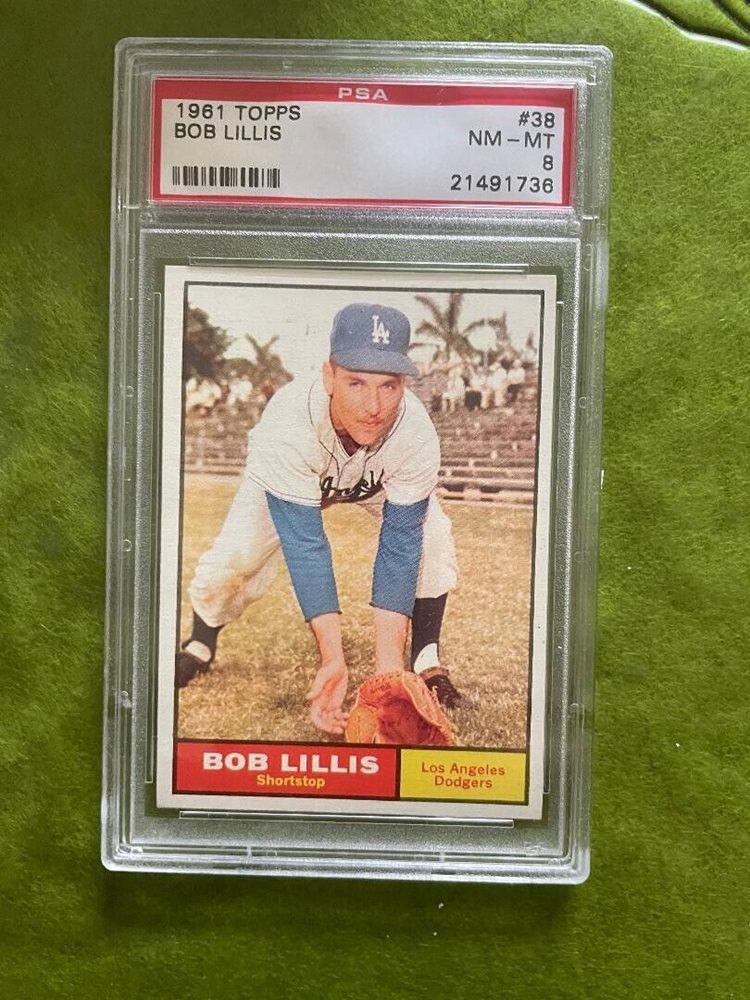 PSA
1961 TOPPS #38
BOB LILLIS NM - MT
8
21491736
LA
BOB LILLIS
Shortstop
Los Angeles
Dodgers